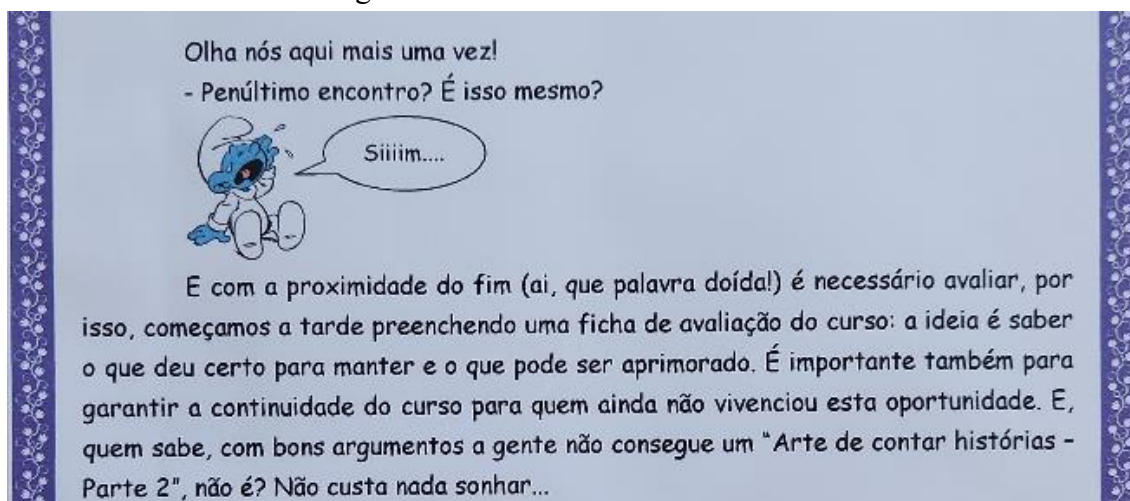 Olha nós aqui mais uma vez!
- Penúltimo encontro? É isso mesmo?
Siiiim....
E com a proximidade do fim (ai, que palavra doída!) é necessário avaliar, por
isso, começamos a tarde preenchendo uma ficha de avaliação do curso: a ideia é saber
o que deu certo para manter e o que pode ser aprimorado. É importante também para
garantir a continuidade do curso para quem ainda não vivenciou esta oportunidade. E,
quem sabe, com bons argumentos a gente não consegue um "Arte de contar histórias –
Parte 2", não é? Não custa nada sonhar...